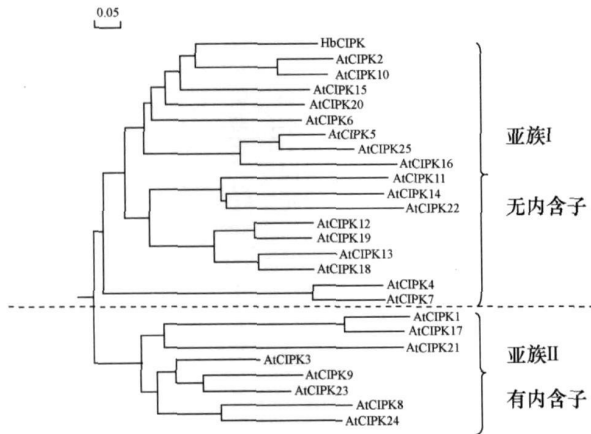 0.05
HbCIPK
AtCIPK2
AtCIPK10
AtCIPK15
AtCIPK20
AtCIPK6
AtCIPK5
AtCIPK25
AtCIPK16
AtCIPK11
AtCIPK14
AtCIPK22
AtCIPK12
AtCIPK19
AtCIPK13
AtCIPK18
AtCIPK4
AtCIPK7
亚族I
无内含子
AtCIPK1
AtCIPK17
AtCIPK21
AtCIPK3
AtCIPK9
AtCIPK23
AtCIPK8
AtCIPK24
亚族II
有内含子